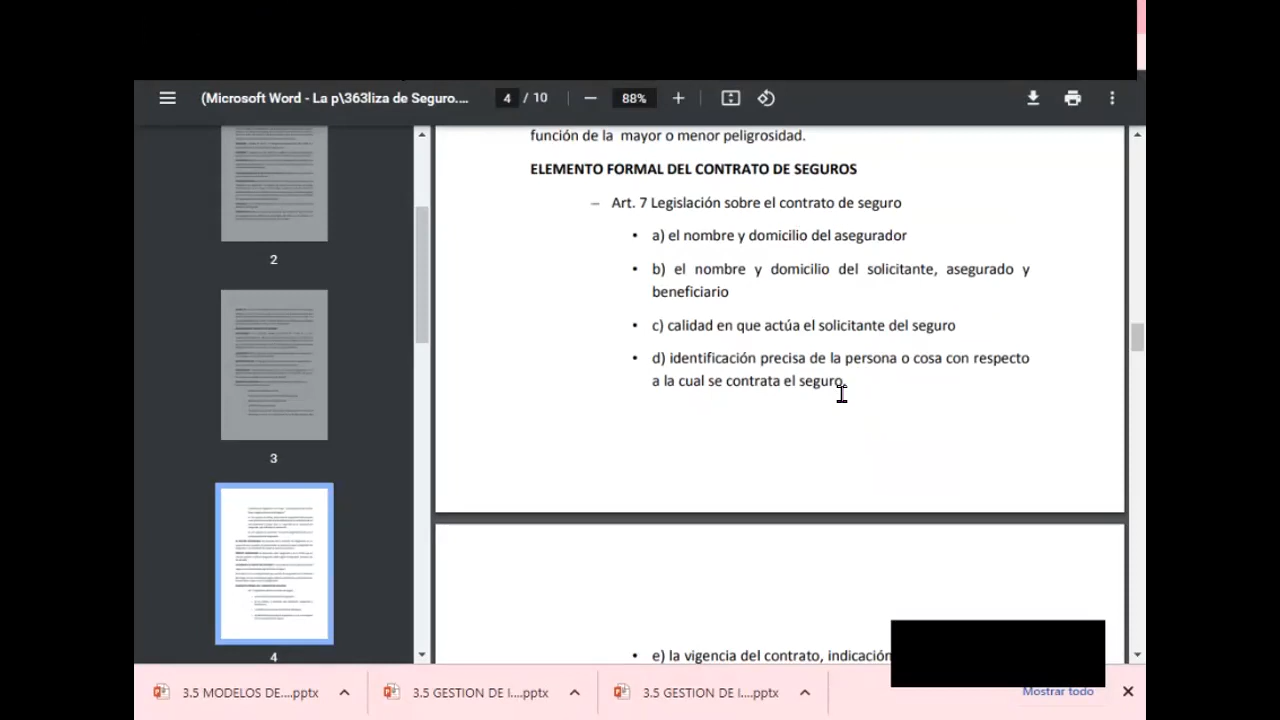 (Microsoft Word - La p\363liza de Seguro....
4 / 10
88%
función de la mayor o menor peligrosidad.
ELEMENTO FORMAL DEL CONTRATO DE SEGUROS
– Art. 7 Legislación sobre el contrato de seguro
• a) el nombre y domicilio del asegurador
• b) el nombre y domicilio del solicitante, asegurado y
beneficiario
• c) calidad en que actúa el solicitante del seguro
• d) identificación precisa de la persona o cosa con respecto
a la cual se contrata el seguro.
• e) la vigencia del contrato, indicación
2
3
4
3.5 MODELOS DE....pptx
3.5 GESTION DE I....pptx
3.5 GESTION DE I....pptx
Mostrar todo